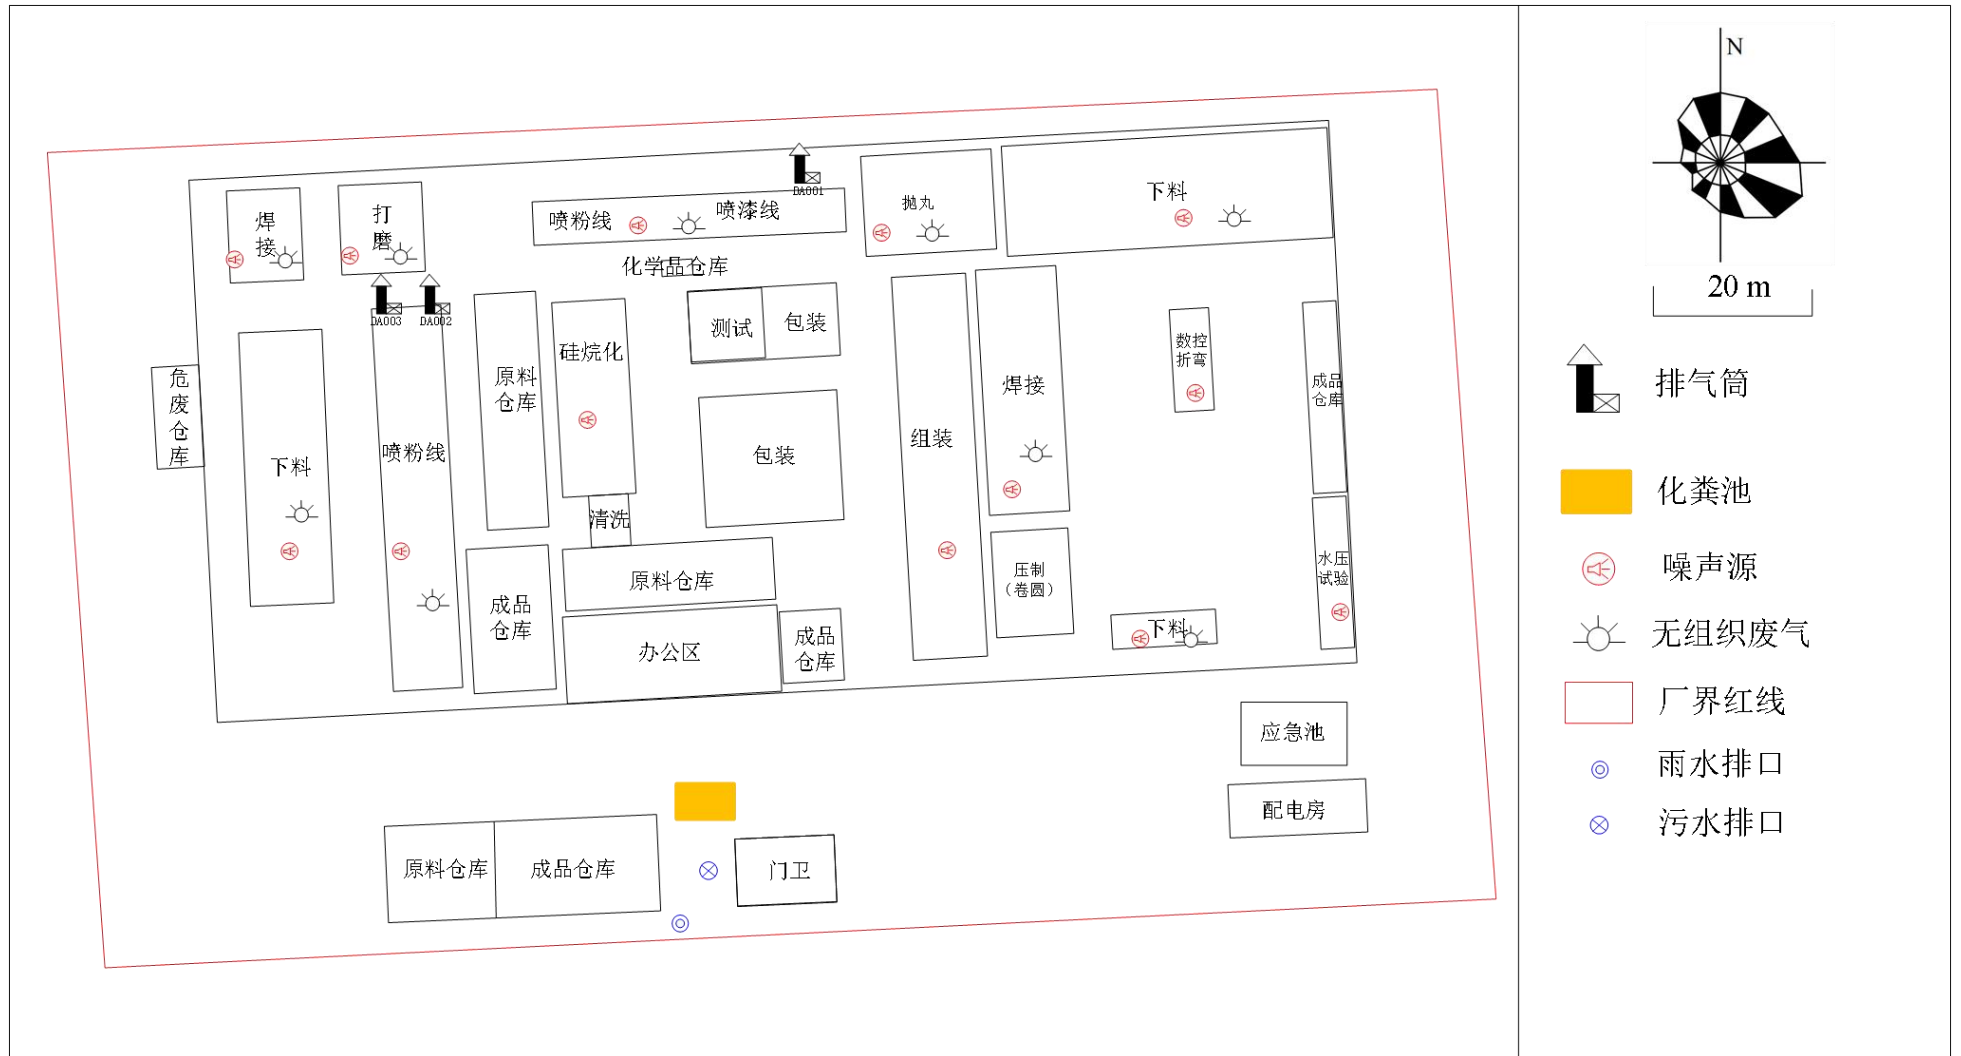 N
20 m
排气筒
化粪池
噪声源
无组织废气
厂界红线
雨水排口
污水排口
焊
接
打
磨
喷粉线
喷漆线
DA001
抛丸
下料
化学品仓库
DA003
DA002
危
废
仓
库
下料
喷粉线
原料
仓库
硅烷化
清洗
测试
包装
包装
组装
焊接
数控
折弯
成品
仓库
水压
试验
压制
（卷圆）
下料
成品
仓库
原料仓库
办公区
成品
仓库
应急池
配电房
原料仓库
成品仓库
门卫